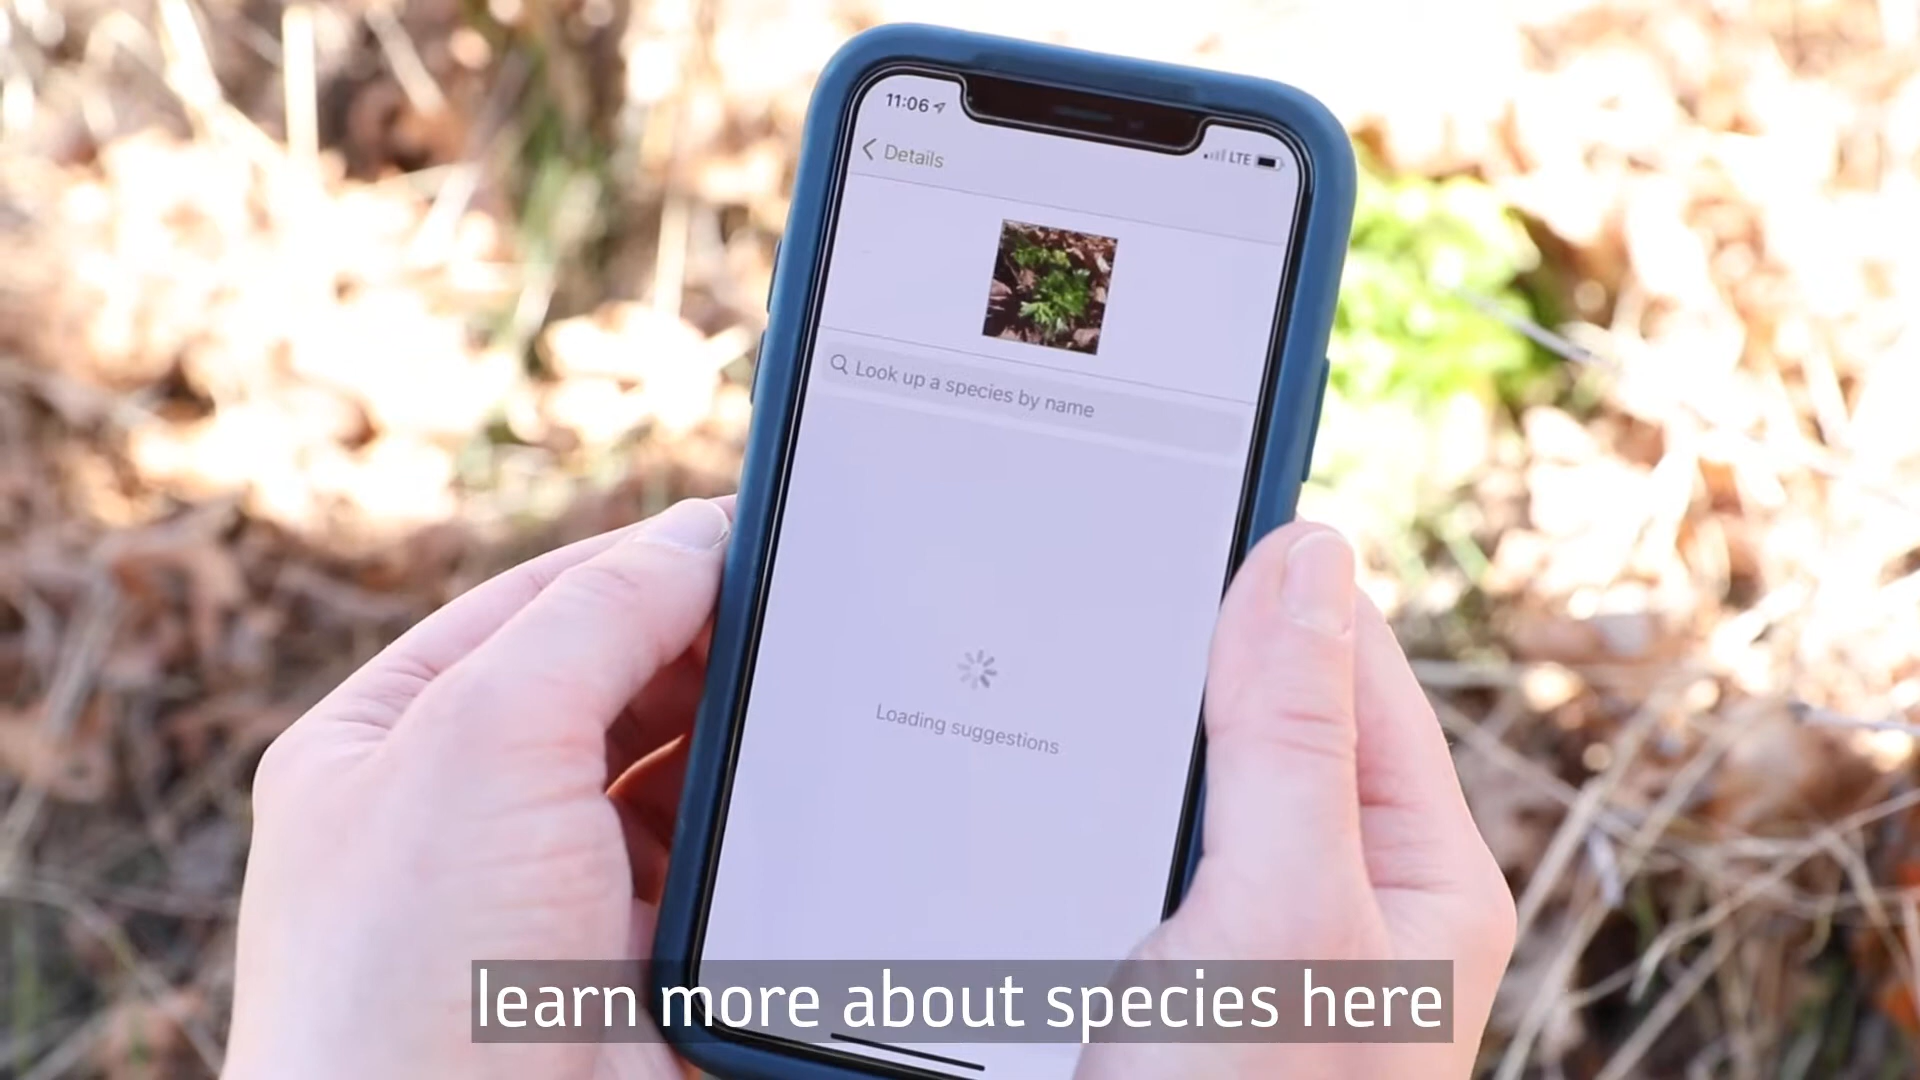 11:06
LTE
Details
Look up a species by name
Loading suggestions
learn more about species here